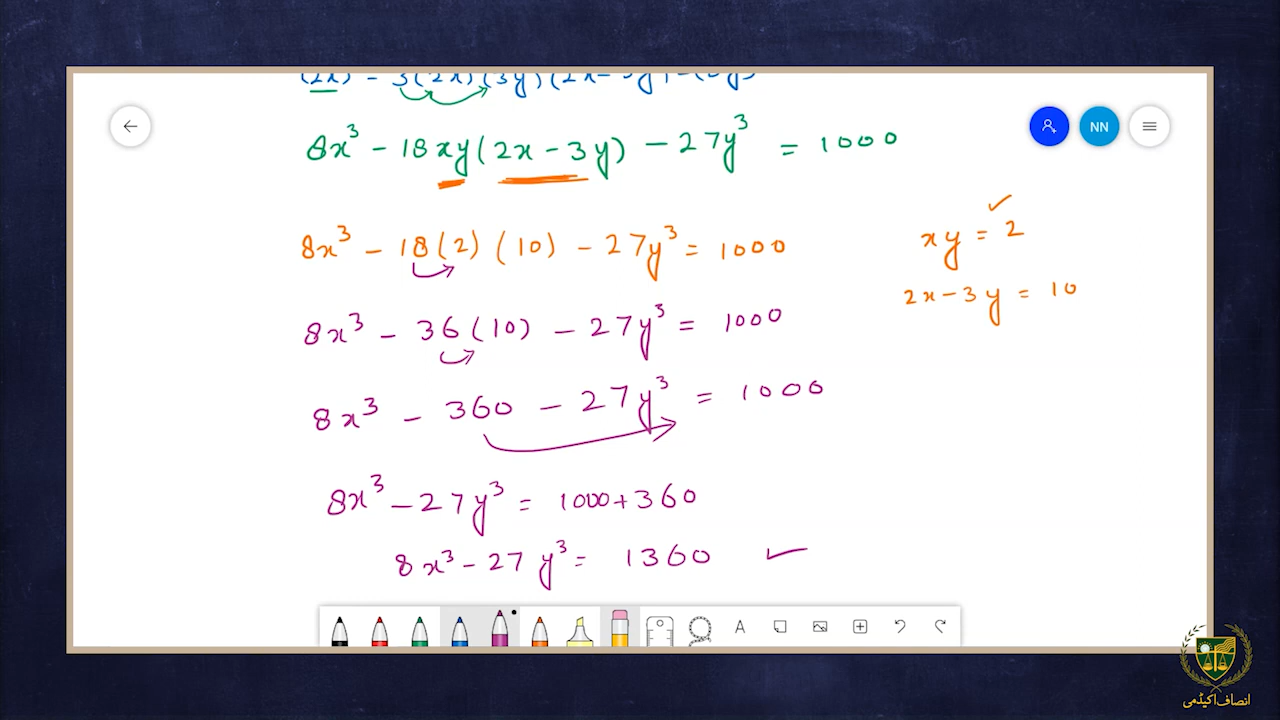 8x³ - 18xy(2x - 3y) - 27y³ = 1000
NN
8x³ - 18(2)(10) - 27y³ = 1000
xy = 2
2x - 3y = 10
8x³ - 36(10) - 27y³ = 1000
8x³ - 360 - 27y³ = 1000
8x³ - 27y³ = 1000 + 360
8x³ - 27y³ = 1360
A
انصاف اکیڈمی